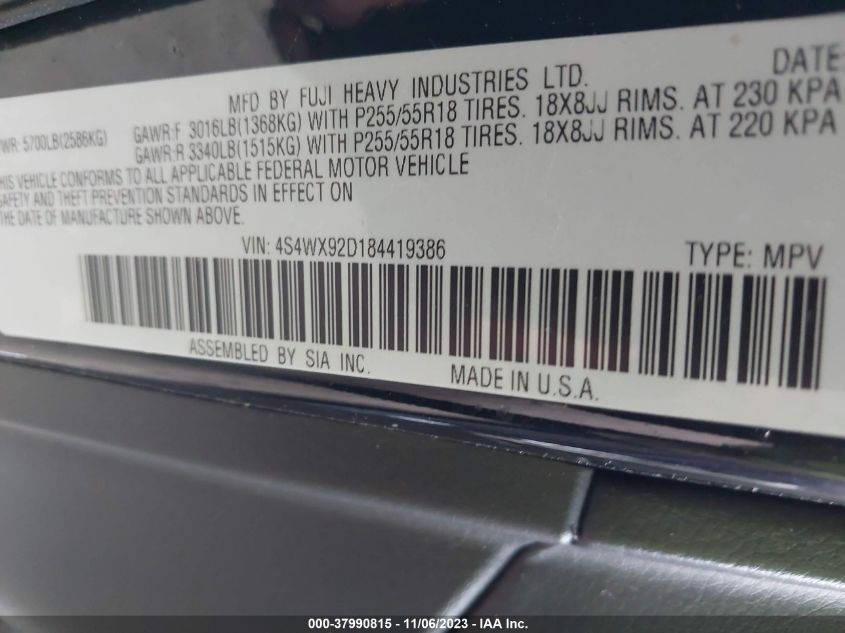 DATE:
MFD BY FUJI HEAVY INDUSTRIES LTD.
WR: 5700LB(2586KG) GAWR:F 3016LB(1368KG) WITH P255/55R18 TIRES. 18X8JJ RIMS. AT 230 KPA
GAWR:R 3340LB(1515KG) WITH P255/55R18 TIRES. 18X8JJ RIMS. AT 220 KPA
HIS VEHICLE CONFORMS TO ALL APPLICABLE FEDERAL MOTOR VEHICLE
SAFETY AND THEFT PREVENTION STANDARDS IN EFFECT ON
THE DATE OF MANUFACTURE SHOWN ABOVE.
VIN: 4S4WX92D184419386 TYPE: MPV
ASSEMBLED BY SIA INC. MADE IN U.S.A.
000-37990815 - 11/06/2023 - IAA Inc.